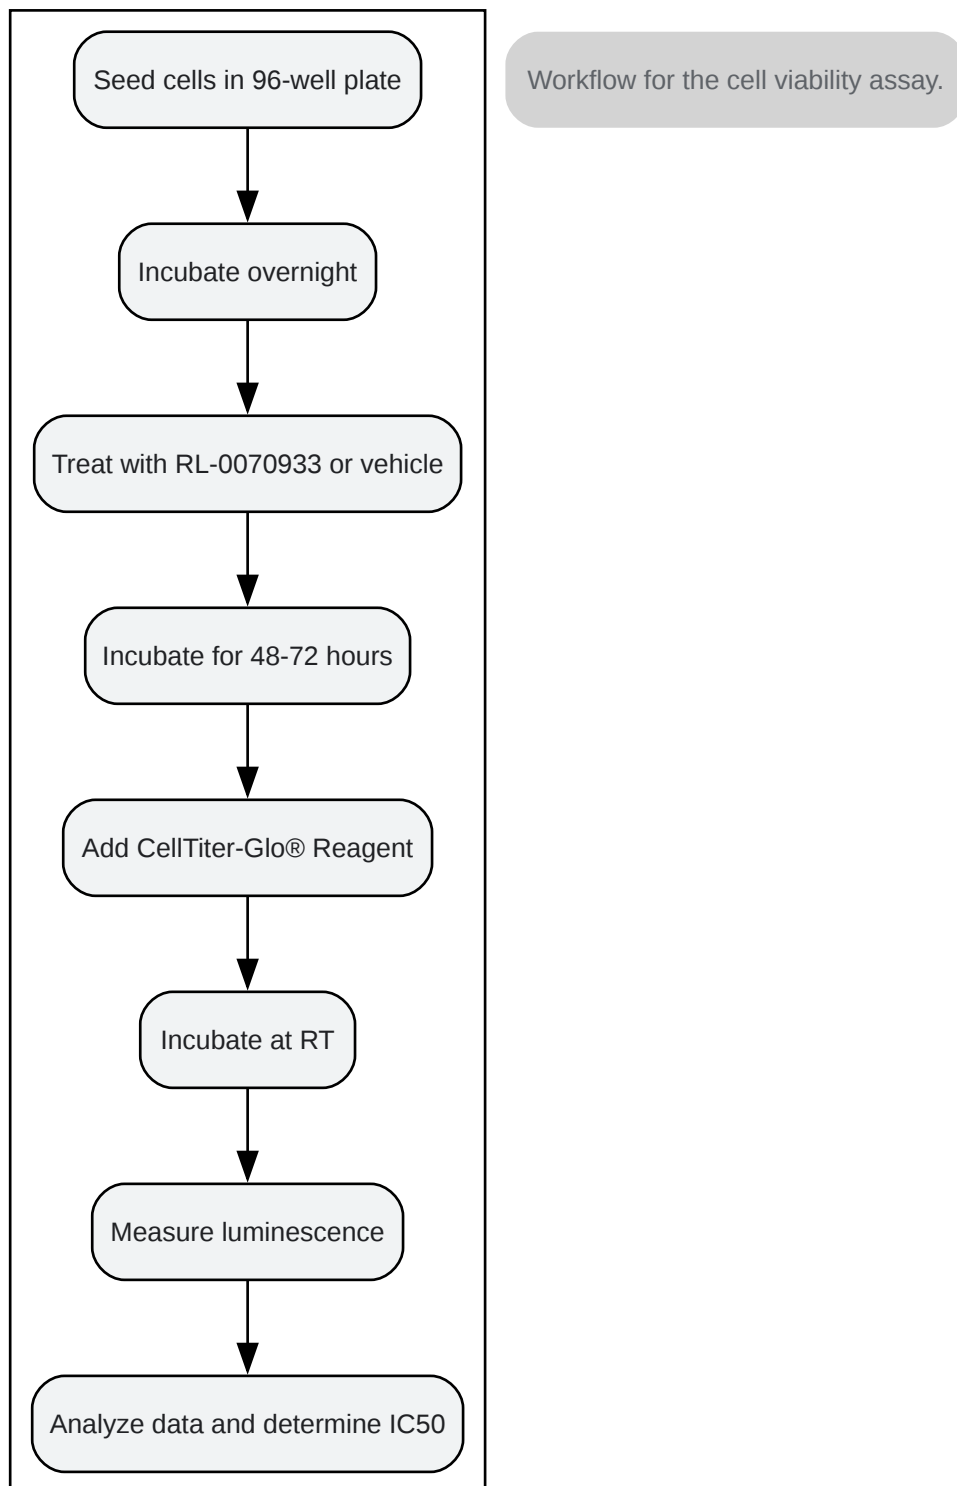 Seed cells in 96-well plate
Workflow for the cell viability assay.
Incubate overnight
Treat with RL-0070933 or vehicle
Incubate for 48-72 hours
Add CellTiter-Glo® Reagent
Incubate at RT
Measure luminescence
Analyze data and determine IC50